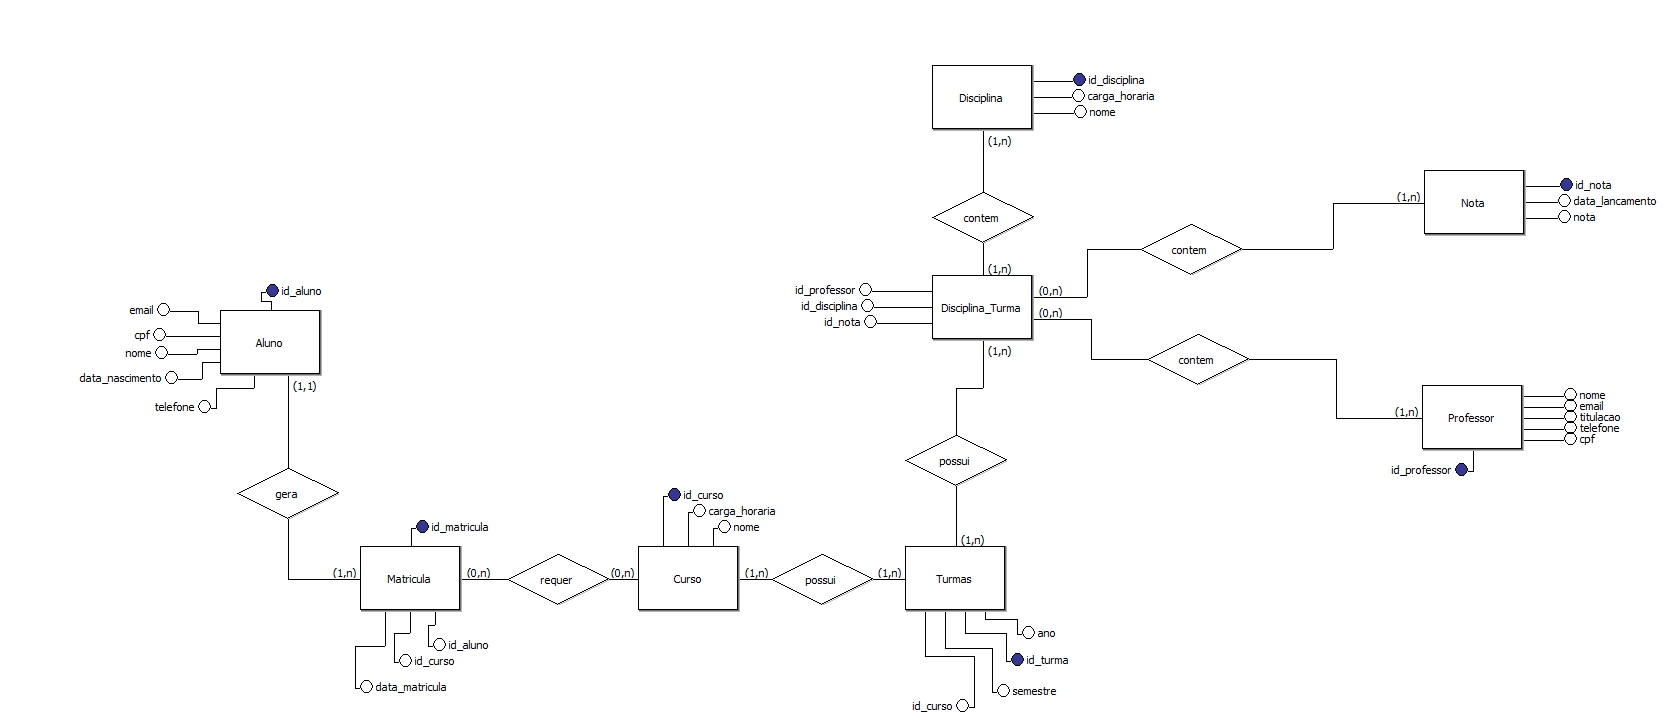 id_disciplina
Disciplina
carga_horaria
nome
(1,n)
id_nota
(1,n)
Nota
data_lancamento
nota
contem
contem
(1,n)
id_professor
(0,n)
id_disciplina
Disciplina_Turma
(0,n)
id_nota
id_aluno
email
cpf
Aluno
nome
data_nascimento
(1,1)
telefone
(1,n)
contem
nome
email
(1,n)
Professor
titulacao
telefone
cpf
id_professor
possui
gera
id_curso
carga_horaria
nome
id_matricula
(1,n)
(1,n)
Matricula
(0,n)
requer
(0,n)
Curso
(1,n)
possui
(1,n)
Turmas
ano
id_aluno
id_curso
id_turma
data_matricula
semestre
id_curso